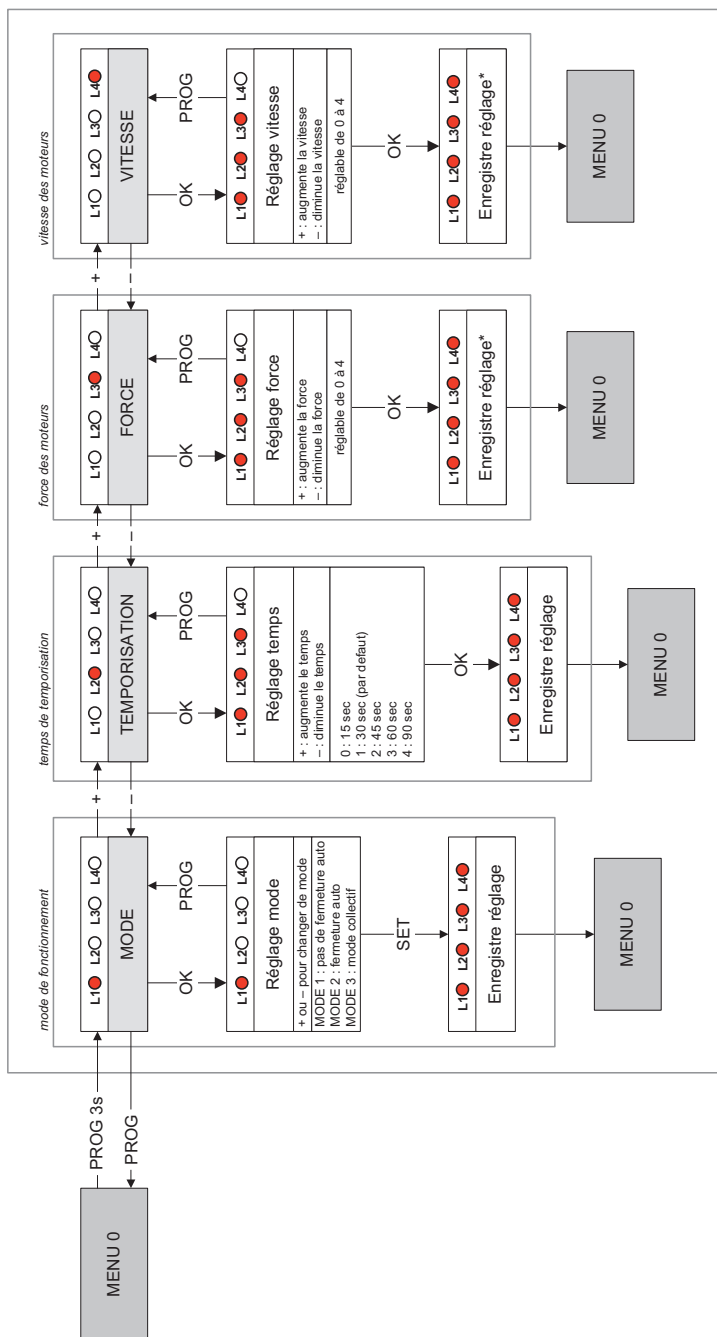 MENU 0
PROG 3s
PROG
mode de fonctionnement
L1 L2 L3 L4
MODE
OK
PROG
L1 L2 L3 L4
Réglage mode
+ ou – pour changer de mode
MODE 1 : pas de fermeture auto
MODE 2 : fermeture auto
MODE 3 : mode collectif
SET
L1 L2 L3 L4
Enregistre réglage
MENU 0
+
–
temps de temporisation
L1 L2 L3 L4
TEMPORISATION
OK
PROG
L1 L2 L3 L4
Réglage temps
+ : augmente le temps
– : diminue le temps
0 : 15 sec
1 : 30 sec (par defaut)
2 : 45 sec
3 : 60 sec
4 : 90 sec
OK
L1 L2 L3 L4
Enregistre réglage
MENU 0
+
–
force des moteurs
L1 L2 L3 L4
FORCE
OK
PROG
L1 L2 L3 L4
Réglage force
+ : augmente la force
– : diminue la force
réglable de 0 à 4
OK
L1 L2 L3 L4
Enregistre réglage*
MENU 0
+
–
vitesse des moteurs
L1 L2 L3 L4
VITESSE
OK
PROG
L1 L2 L3 L4
Réglage vitesse
+ : augmente la vitesse
– : diminue la vitesse
réglable de 0 à 4
OK
L1 L2 L3 L4
Enregistre réglage*
MENU 0